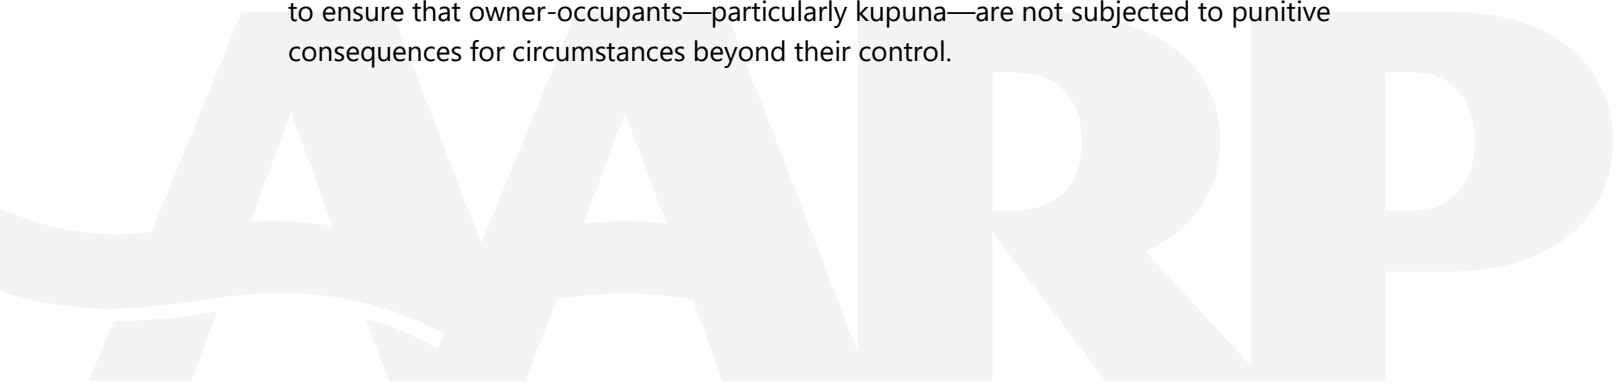 to ensure that owner-occupants—particularly kupuna—are not subjected to punitive
consequences for circumstances beyond their control.
AARP